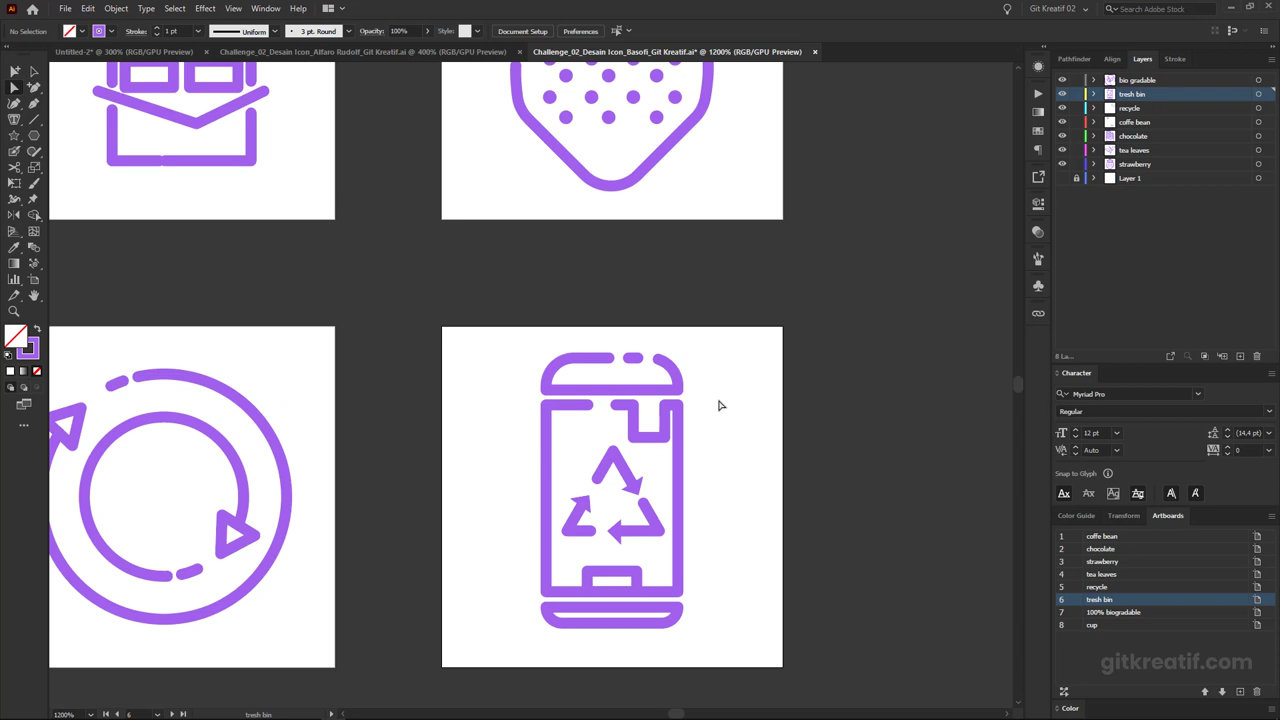 Ai File Edit Object Type Select Effect View Window Help Git Kreatif 02 Search Adobe Stock
No Selection Stroke: 1 pt Uniform 3 pt. Round Opacity: 100% Style: Document Setup Preferences
Untitled-2* @ 300% (RGB/GPU Preview) × Challenge_02_Desain Icon_Alfaro Rudolf_Git Kreatif.ai @ 400% (RGB/GPU Preview) × Challenge_02_Desain Icon_Basofi_Git Kreatif.ai* @ 1200% (RGB/GPU Preview) ×
Pathfinder Align Layers Stroke
bio gradable
tresh bin
recycle
coffe bean
chocolate
tea leaves
strawberry
Layer 1
8 La...
Character
Myriad Pro
Regular
12 pt (14.4 pt)
Auto 0
Snap to Glyph
Color Guide Transform Artboards
1 coffe bean
2 chocolate
3 strawberry
4 tea leaves
5 recycle
6 tresh bin
7 100% biogradable
8 cup
gitkreatif.com
Color
1200% 6 tresh bin